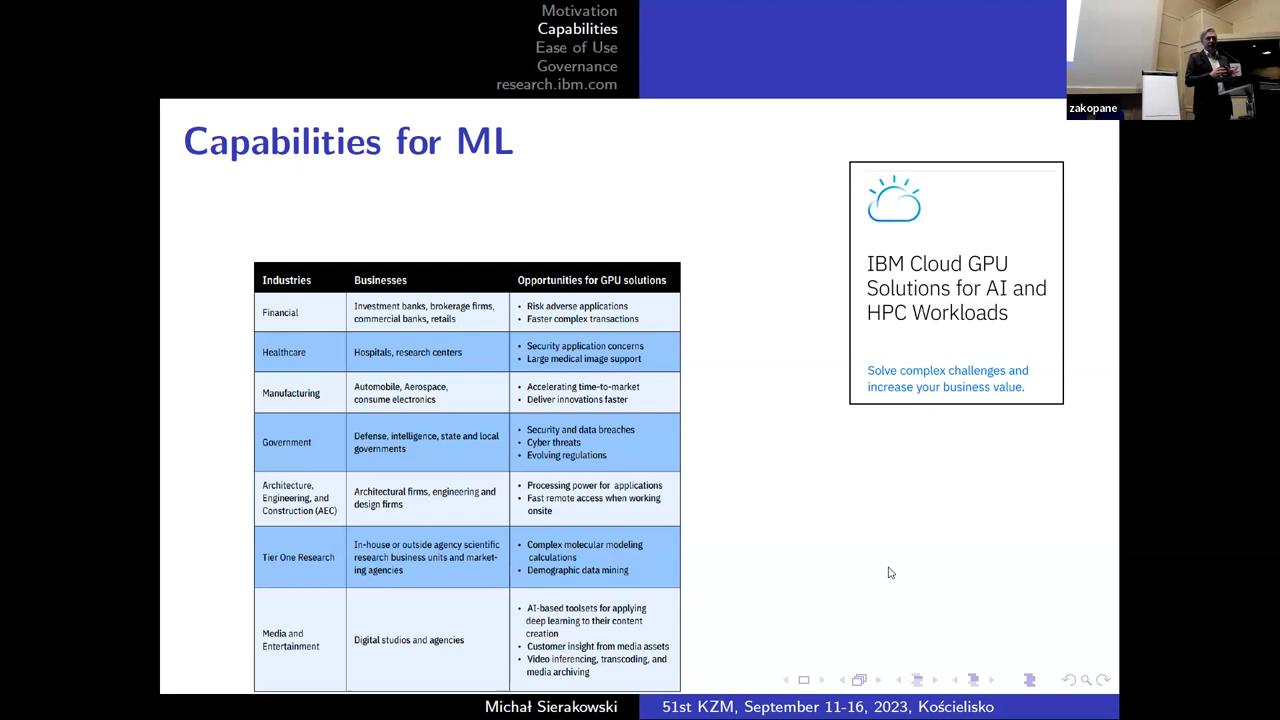 Motivation
Capabilities
Ease of Use
Governance
research.ibm.com
zakopane
Capabilities for ML
IBM Cloud GPU
Solutions for AI and
HPC Workloads
Solve complex challenges and
increase your business value.
Industries Businesses Opportunities for GPU solutions
Financial
Investment banks, brokerage firms,
commercial banks, retails
• Risk adverse applications
• Faster complex transactions
Healthcare
Hospitals, research centers
• Security application concerns
• Large medical image support
Manufacturing
Automobile, Aerospace,
consume electronics
• Accelerating time-to-market
• Deliver innovations faster
Government
Defense, intelligence, state and local
governments
• Security and data breaches
• Cyber threats
• Evolving regulations
Architecture,
Engineering, and
Construction (AEC)
Architectural firms, engineering and
design firms
• Processing power for applications
• Fast remote access when working
onsite
Tier One Research
In-house or outside agency scientific
research business units and market-
ing agencies
• Complex molecular modeling
calculations
• Demographic data mining
Media and
Entertainment
Digital studios and agencies
• AI-based toolsets for applying
deep learning to their content
creation
• Customer insight from media assets
• Video inferencing, transcoding, and
media archiving
Michał Sierakowski
51st KZM, September 11-16, 2023, Kościelisko